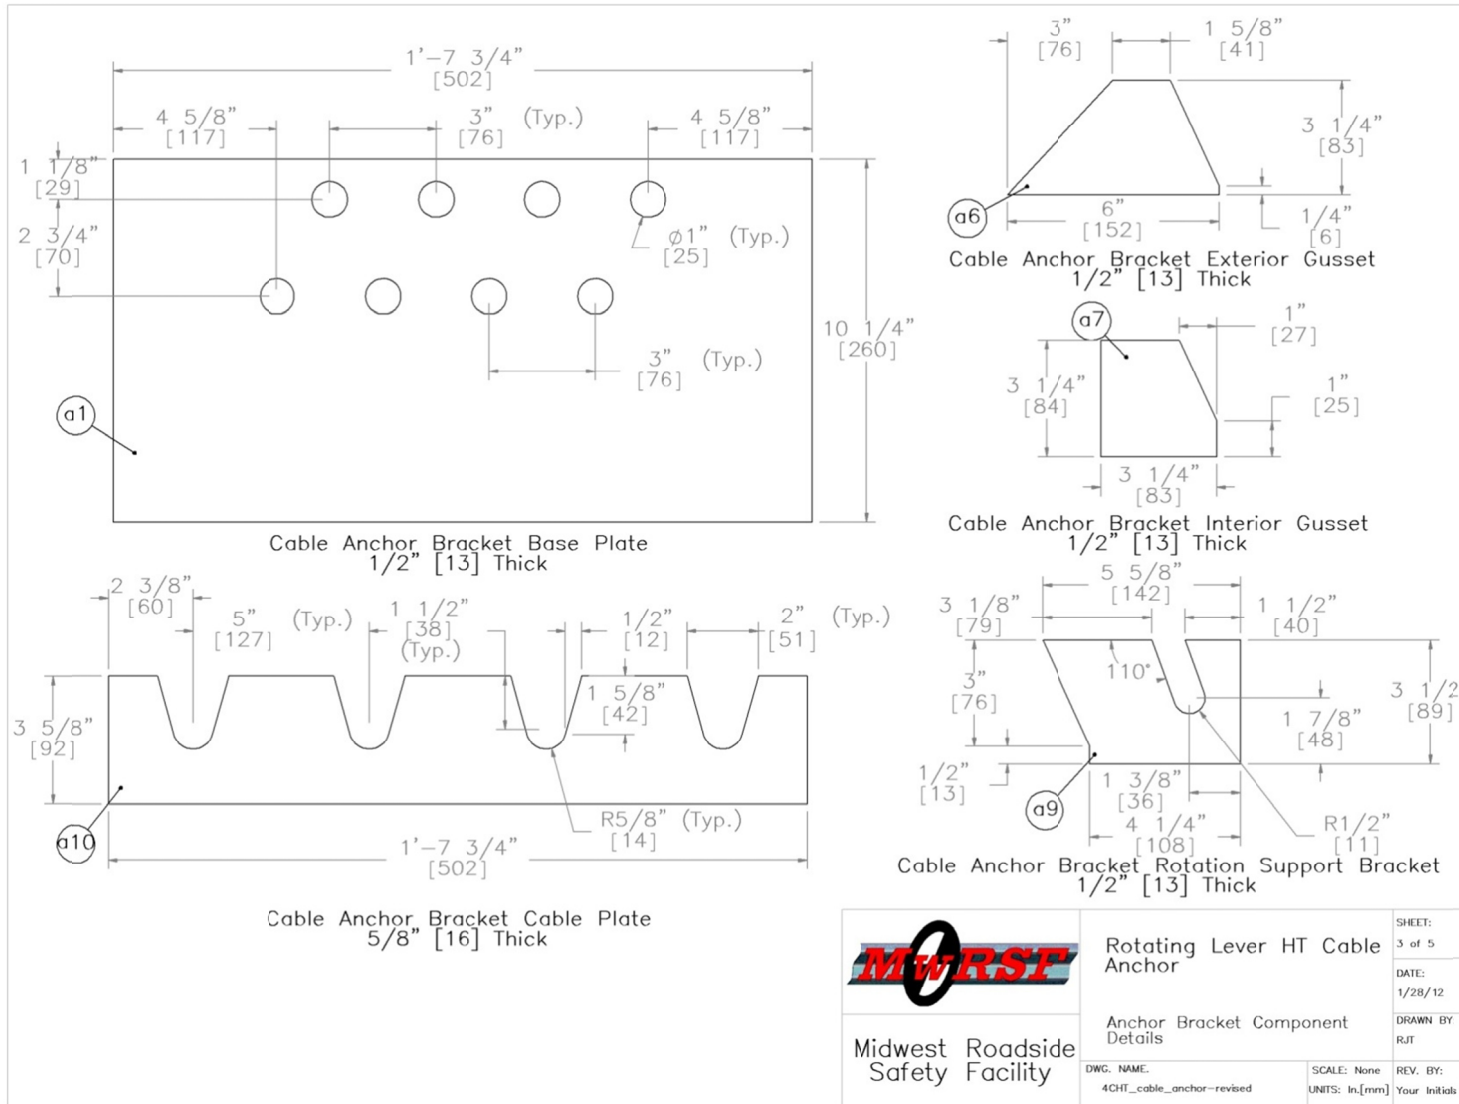 1'-7 3/4"
[502]
4 5/8"
[117]
3" (Typ.)
[76]
4 5/8"
[117]
1 1/8"
[29]
2 3/4"
[70]
ø1" (Typ.)
[25]
10 1/4"
[260]
3" (Typ.)
[76]
a1
Cable Anchor Bracket Base Plate
1/2" [13] Thick
3"
[76]
1 5/8"
[41]
3 1/4"
[83]
a6
6"
[152]
1/4"
[6]
Cable Anchor Bracket Exterior Gusset
1/2" [13] Thick
a7
1"
[27]
3 1/4"
[84]
1"
[25]
3 1/4"
[83]
Cable Anchor Bracket Interior Gusset
1/2" [13] Thick
2 3/8"
[60]
5" (Typ.)
[127]
1 1/2"
[38]
(Typ.)
1/2"
[12]
2" (Typ.)
[51]
1 5/8"
[42]
3 5/8"
[92]
a10
R5/8" (Typ.)
[14]
1'-7 3/4"
[502]
Cable Anchor Bracket Cable Plate
5/8" [16] Thick
5 5/8"
[142]
3 1/8"
[79]
1 1/2"
[40]
110°
3"
[76]
3 1/2
[89]
1 7/8"
[48]
1/2"
[13]
a9
1 3/8"
[36]
4 1/4"
[108]
R1/2"
[11]
Cable Anchor Bracket Rotation Support Bracket
1/2" [13] Thick
MwRSF
Midwest Roadside
Safety Facility
Rotating Lever HT Cable
Anchor
Anchor Bracket Component
Details
DWG. NAME.
4CHT_cable_anchor-revised
SCALE: None
UNITS: In.[mm]
SHEET:
3 of 5
DATE:
1/28/12
DRAWN BY:
RJT
REV. BY:
Your Initials